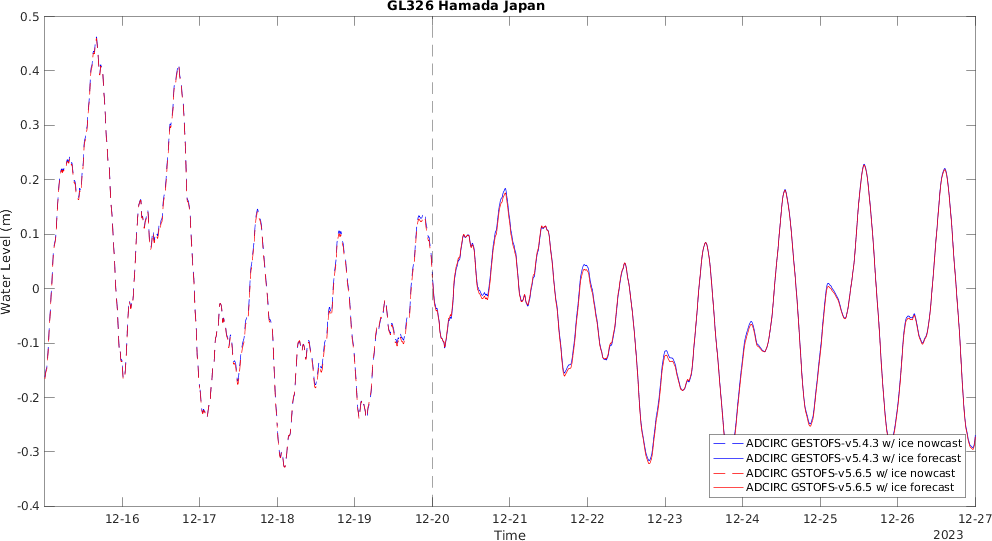 GL326 Hamada Japan
0.5
0.4
0.3
0.2
0.1
0
-0.1
-0.2
-0.3
-0.4
Water Level (m)
ADCIRC GESTOFS-v5.4.3 w/ ice nowcast
ADCIRC GESTOFS-v5.4.3 w/ ice forecast
ADCIRC GSTOFS-v5.6.5 w/ ice nowcast
ADCIRC GSTOFS-v5.6.5 w/ ice forecast
12-16 12-17 12-18 12-19 12-20 12-21 12-22 12-23 12-24 12-25 12-26 12-27
Time
2023